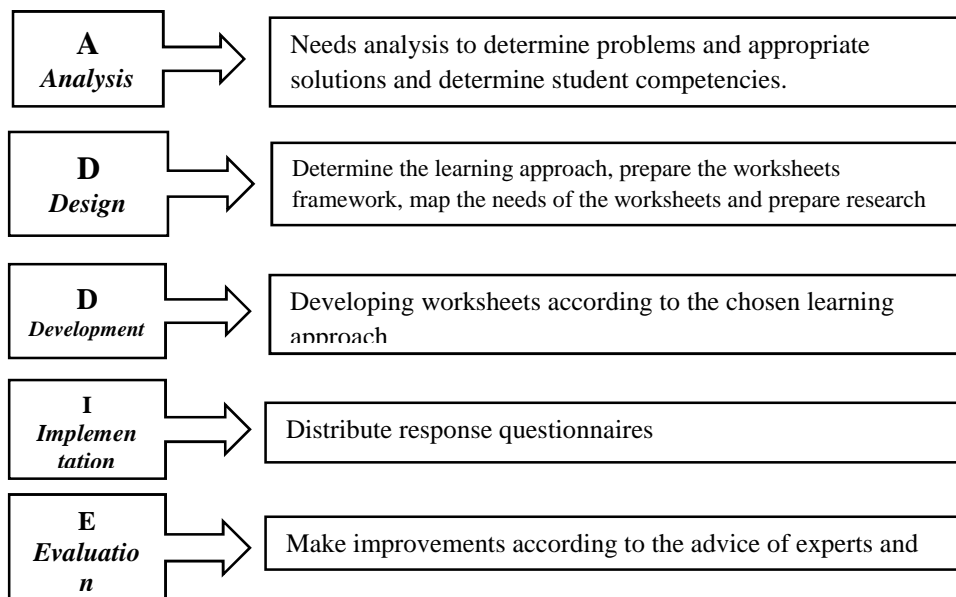 A
Analysis
Needs analysis to determine problems and appropriate
solutions and determine student competencies.
D
Design
Determine the learning approach, prepare the worksheets
framework, map the needs of the worksheets and prepare research
D
Development
Developing worksheets according to the chosen learning
approach
I
Implemen
tation
Distribute response questionnaires
E
Evaluatio
n
Make improvements according to the advice of experts and